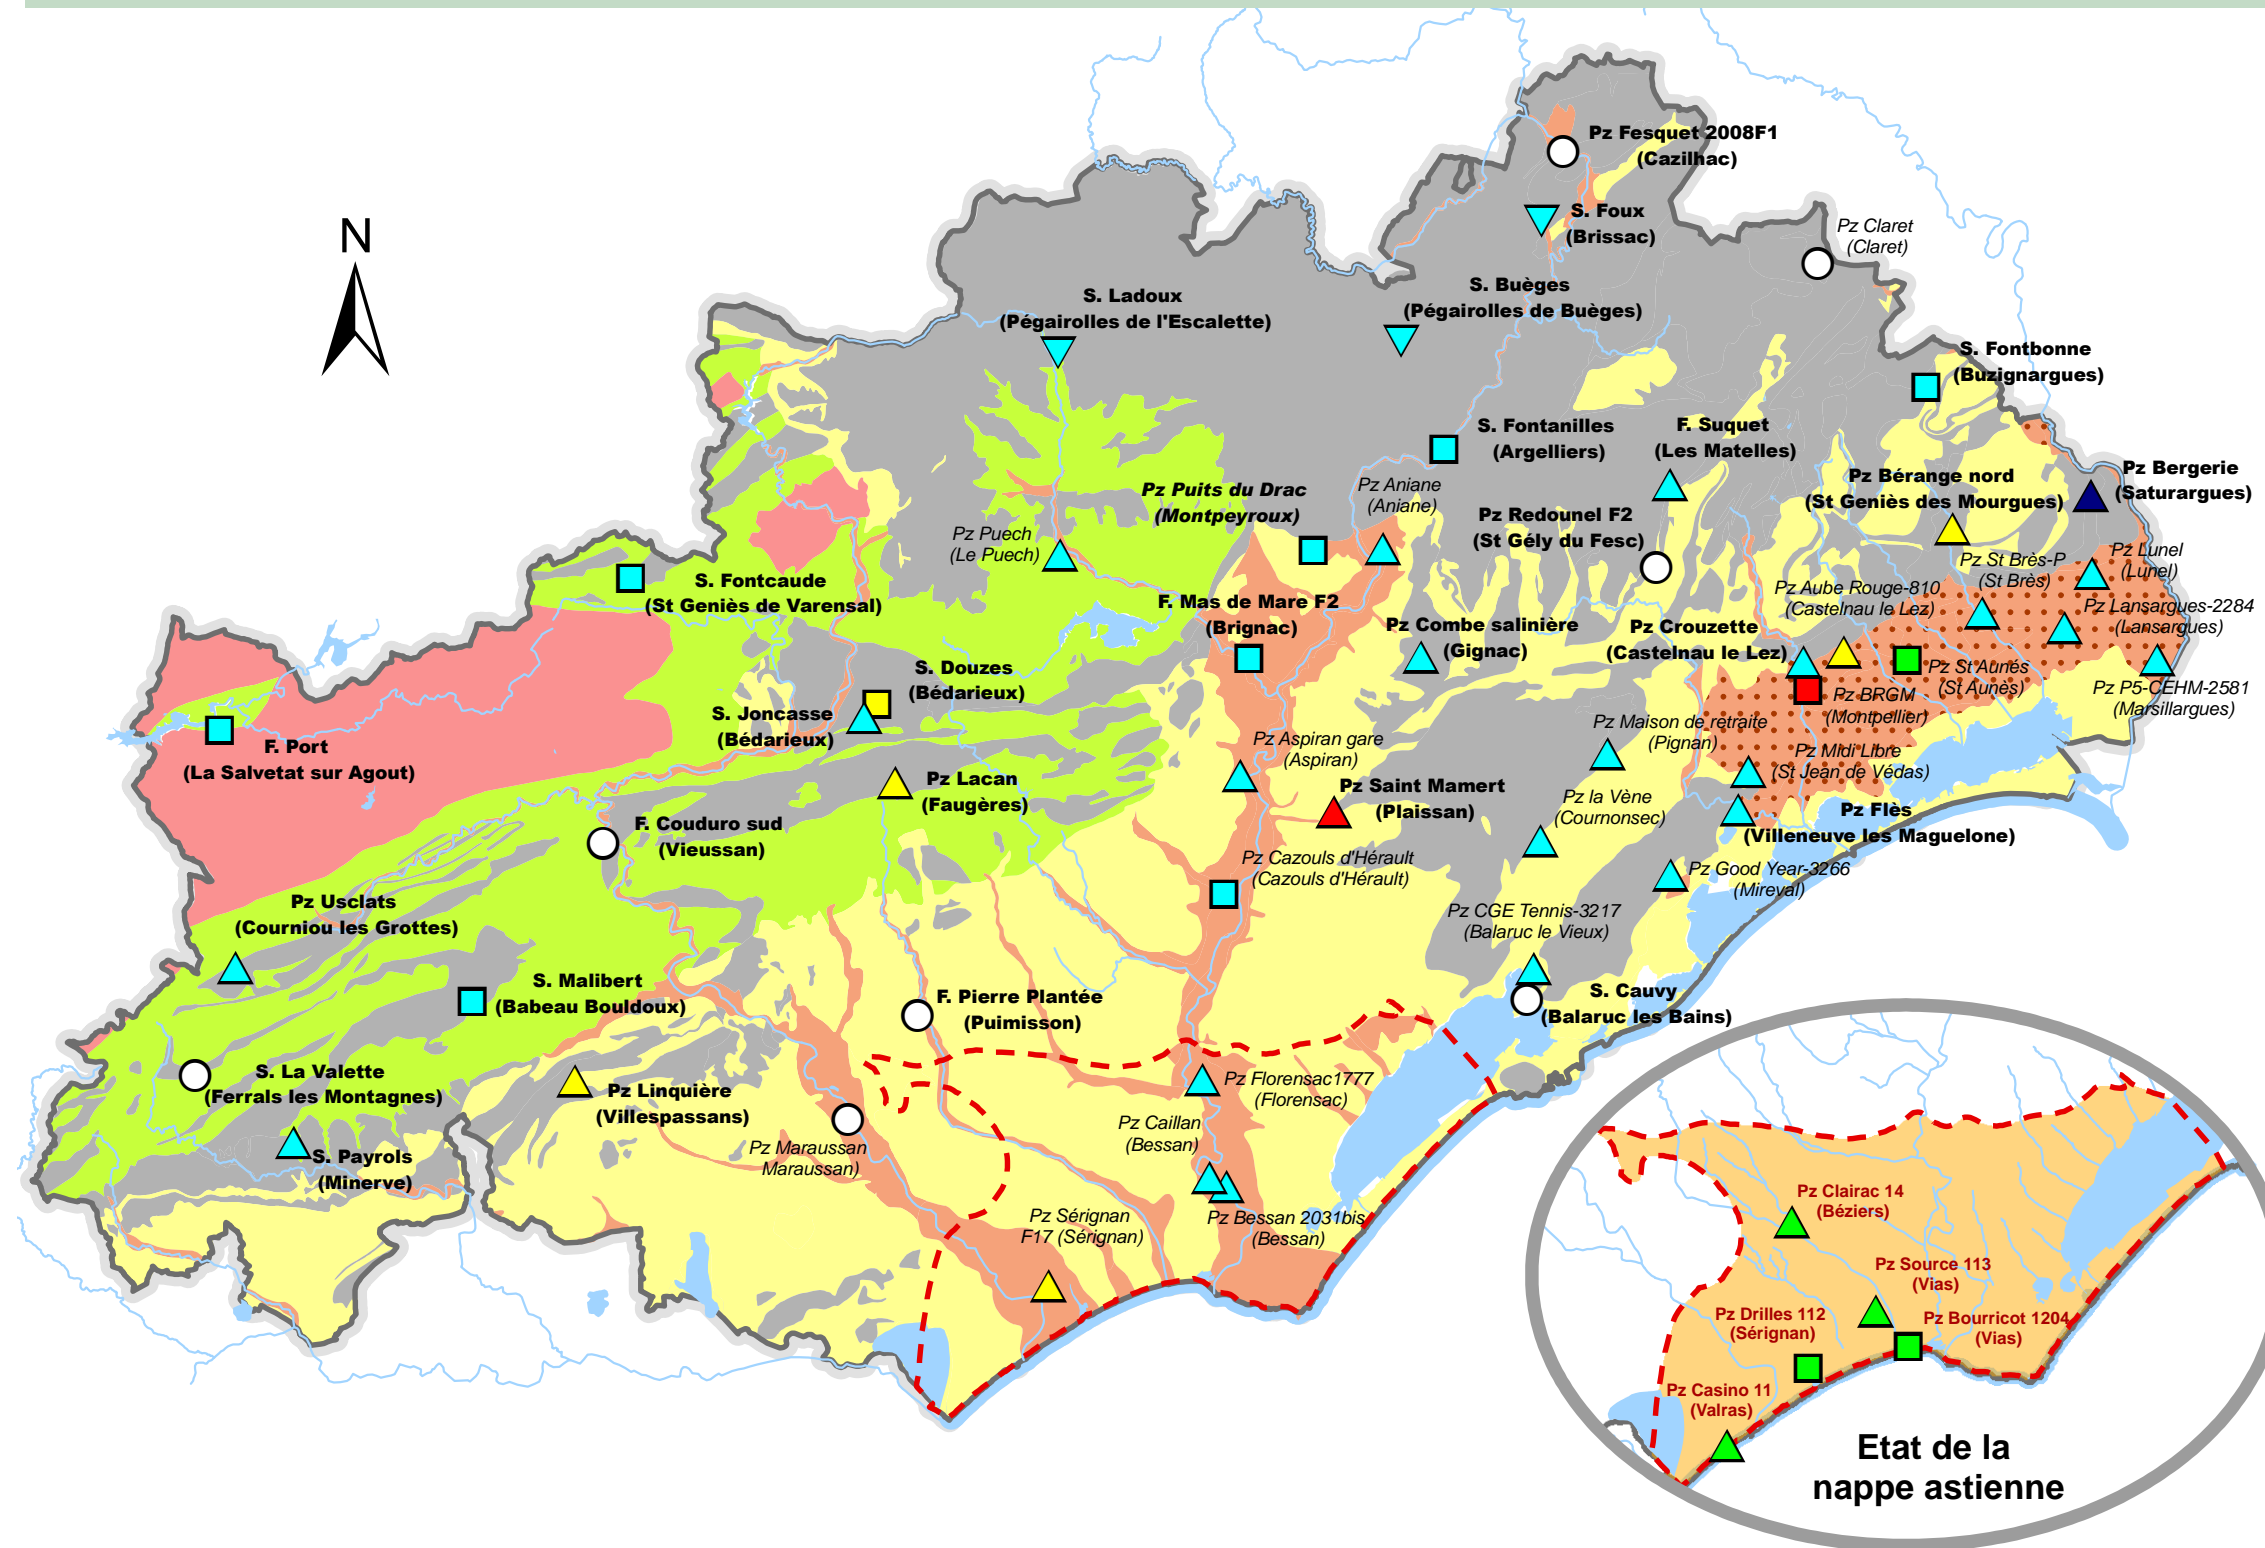 N
Pz Fesquet 2008F1
(Cazilhac)
S. Foux
(Brissac)
Pz Claret
(Claret)
S. Buèges
(Pégairolles de Buèges)
S. Ladoux
(Pégairolles de l'Escalette)
S. Fontbonne
(Buzignargues)
S. Fontanilles
(Argelliers)
F. Suquet
(Les Matelles)
Pz Bérange nord
(St Geniès des Mourgues)
Pz Bergerie
(Saturargues)
Pz Puits du Drac
(Montpeyroux)
Pz Aniane
(Aniane)
Pz Redounel F2
(St Gély du Fesc)
Pz Puech
(Le Puech)
Pz St Brès-P
(St Brès)
Pz Lunel
(Lunel)
Pz Aube Rouge-810
(Castelnau le Lez)
Pz Lansargues-2284
(Lansargues)
S. Fontcaude
(St Geniès de Varensal)
F. Mas de Mare F2
(Brignac)
Pz Combe salinière
(Gignac)
Pz Crouzette
(Castelnau le Lez)
Pz St Aunés
(St Aunès)
Pz P5-CEHM-2581
(Marsillargues)
Pz BRGM
(Montpellier)
S. Douzes
(Bédarieux)
S. Joncasse
(Bédarieux)
F. Port
(La Salvetat sur Agout)
Pz Maison de retraite
(Pignan)
Pz Midi Libre
(St Jean de Védas)
Pz Aspiran gare
(Aspiran)
Pz Lacan
(Faugères)
Pz Saint Mamert
(Plaissan)
Pz la Vène
(Cournonsec)
Pz Flès
(Villeneuve les Maguelone)
F. Couduro sud
(Vieussan)
Pz Cazouls d'Hérault
(Cazouls d'Hérault)
Pz Good Year-3266
(Mireval)
Pz Usclats
(Courniou les Grottes)
Pz CGE Tennis-3217
(Balaruc le Vieux)
S. Malibert
(Babeau Bouldoux)
F. Pierre Plantée
(Puimisson)
S. Cauvy
(Balaruc les Bains)
S. La Valette
(Ferrals les Montagnes)
Pz Linquière
(Villespassans)
Pz Florensac1777
(Florensac)
Pz Caillan
(Bessan)
Pz Maraussan
Maraussan)
S. Payrols
(Minerve)
Pz Sérignan
F17 (Sérignan)
Pz Bessan 2031bis
(Bessan)
Pz Clairac 14
(Béziers)
Pz Source 113
(Vias)
Pz Drilles 112
(Sérignan)
Pz Bourricot 1204
(Vias)
Pz Casino 11
(Valras)
Etat de la
nappe astienne